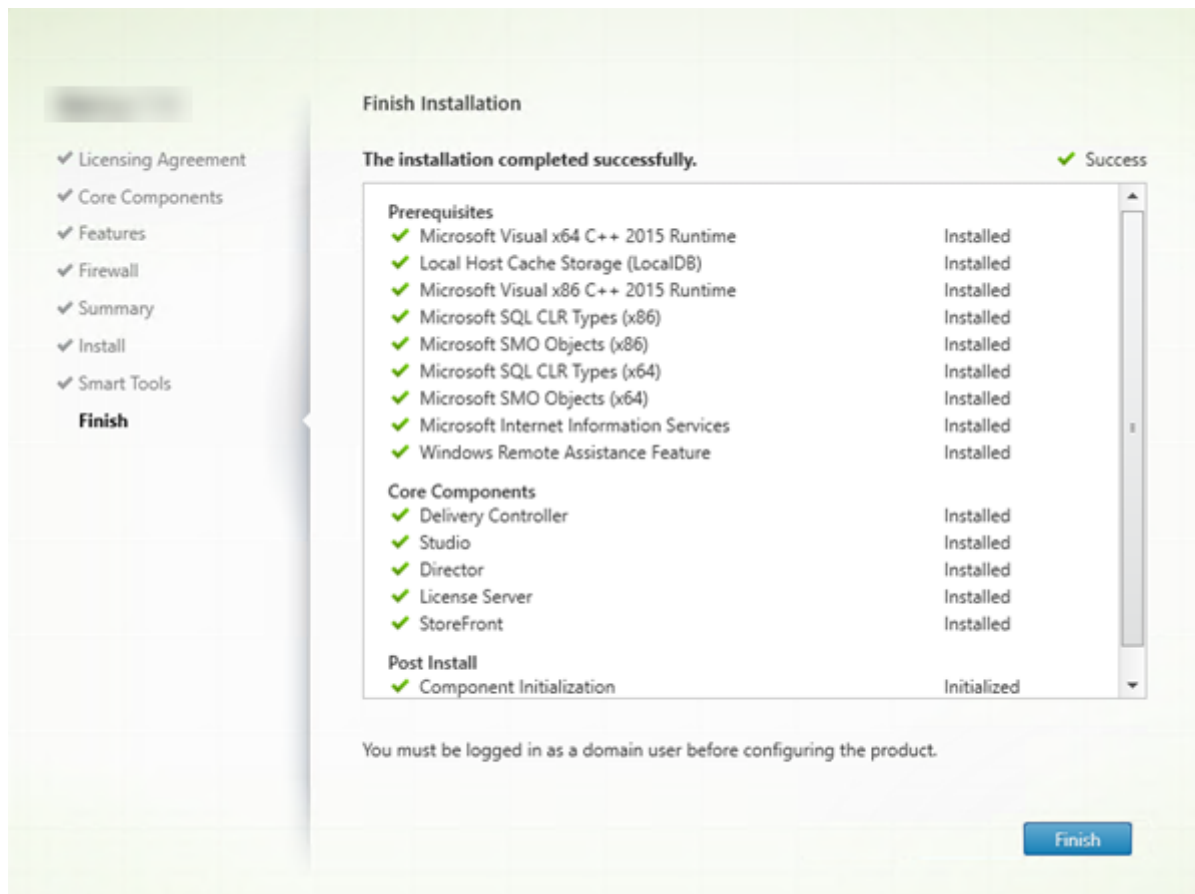 Finish Installation
Licensing Agreement
Core Components
Features
Firewall
Summary
Install
Smart Tools
Finish
The installation completed successfully. Success
Prerequisites
Microsoft Visual x64 C++ 2015 Runtime Installed
Local Host Cache Storage (LocalDB) Installed
Microsoft Visual x86 C++ 2015 Runtime Installed
Microsoft SQL CLR Types (x86) Installed
Microsoft SMO Objects (x86) Installed
Microsoft SQL CLR Types (x64) Installed
Microsoft SMO Objects (x64) Installed
Microsoft Internet Information Services Installed
Windows Remote Assistance Feature Installed
Core Components
Delivery Controller Installed
Studio Installed
Director Installed
License Server Installed
StoreFront Installed
Post Install
Component Initialization Initialized
You must be logged in as a domain user before configuring the product.
Finish